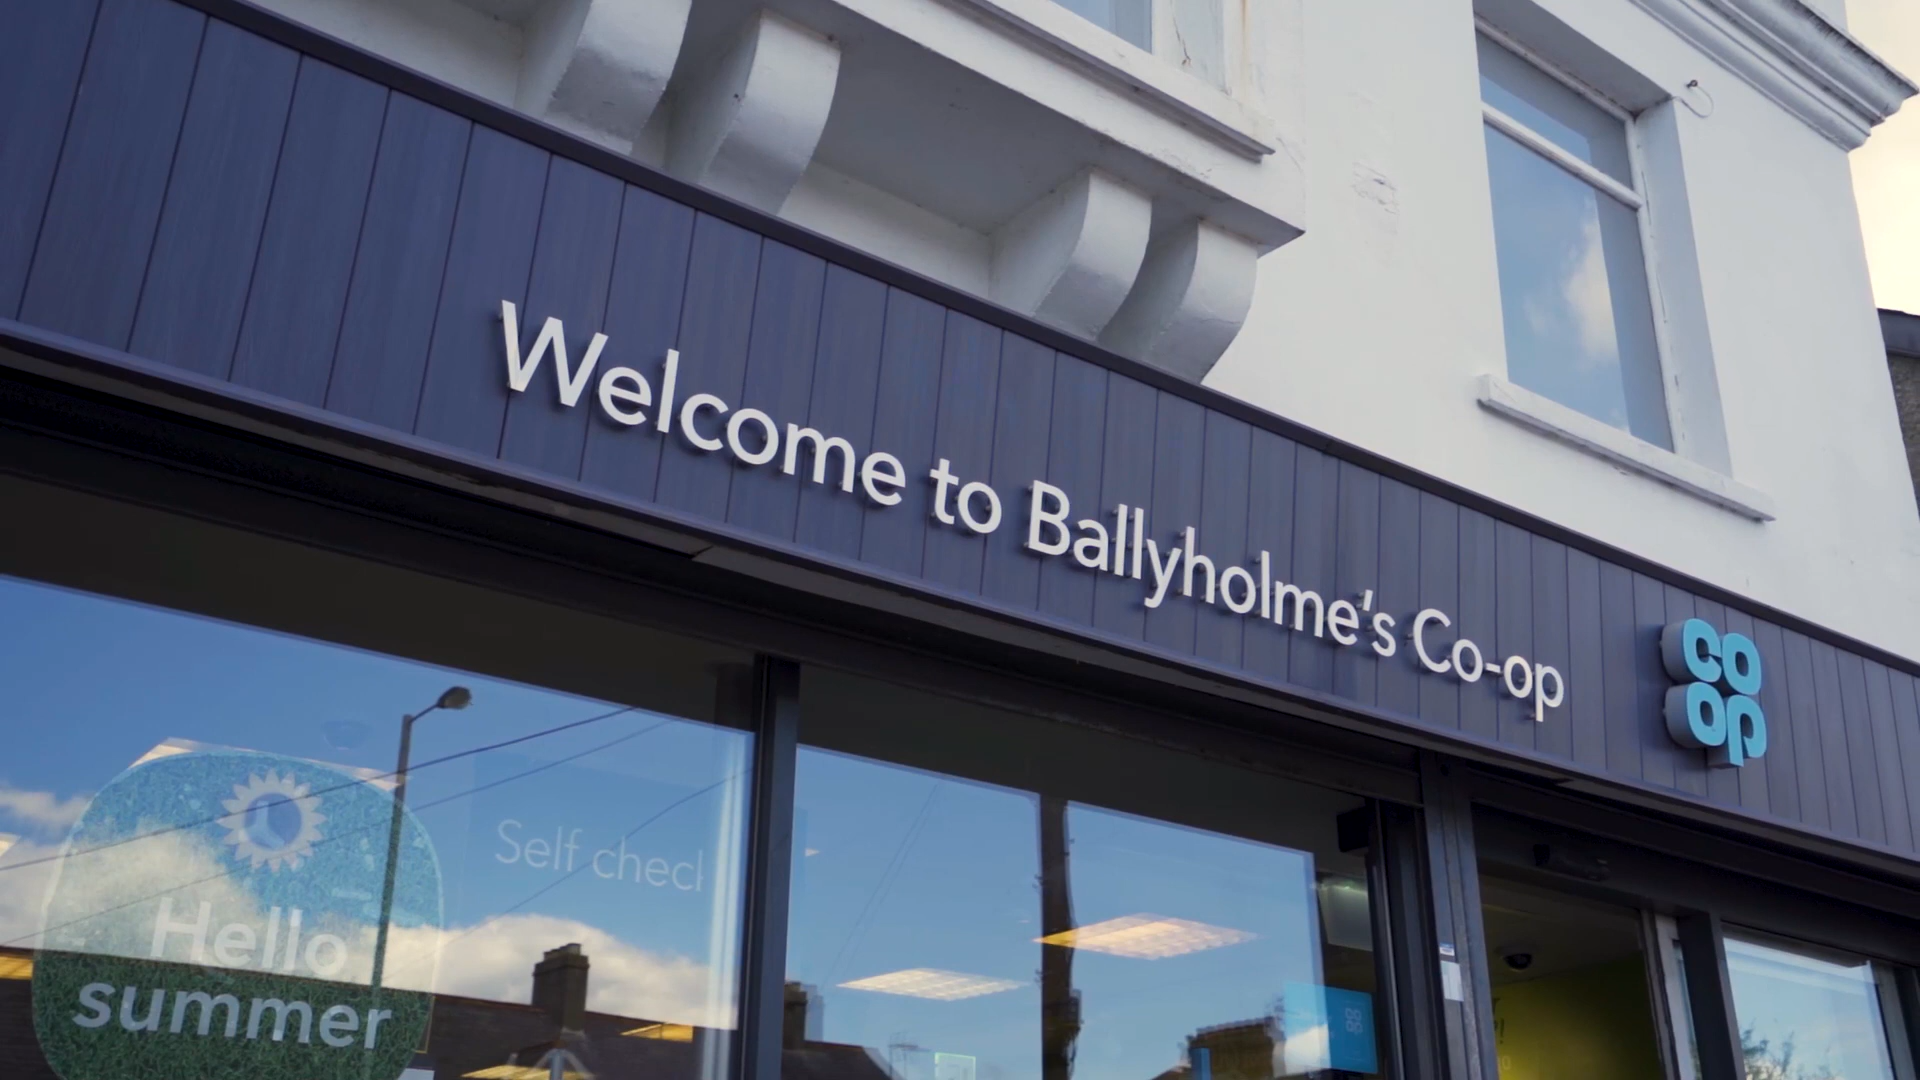 Welcome to Ballyholme's Co-op
co
op
Self check
Hello
summer